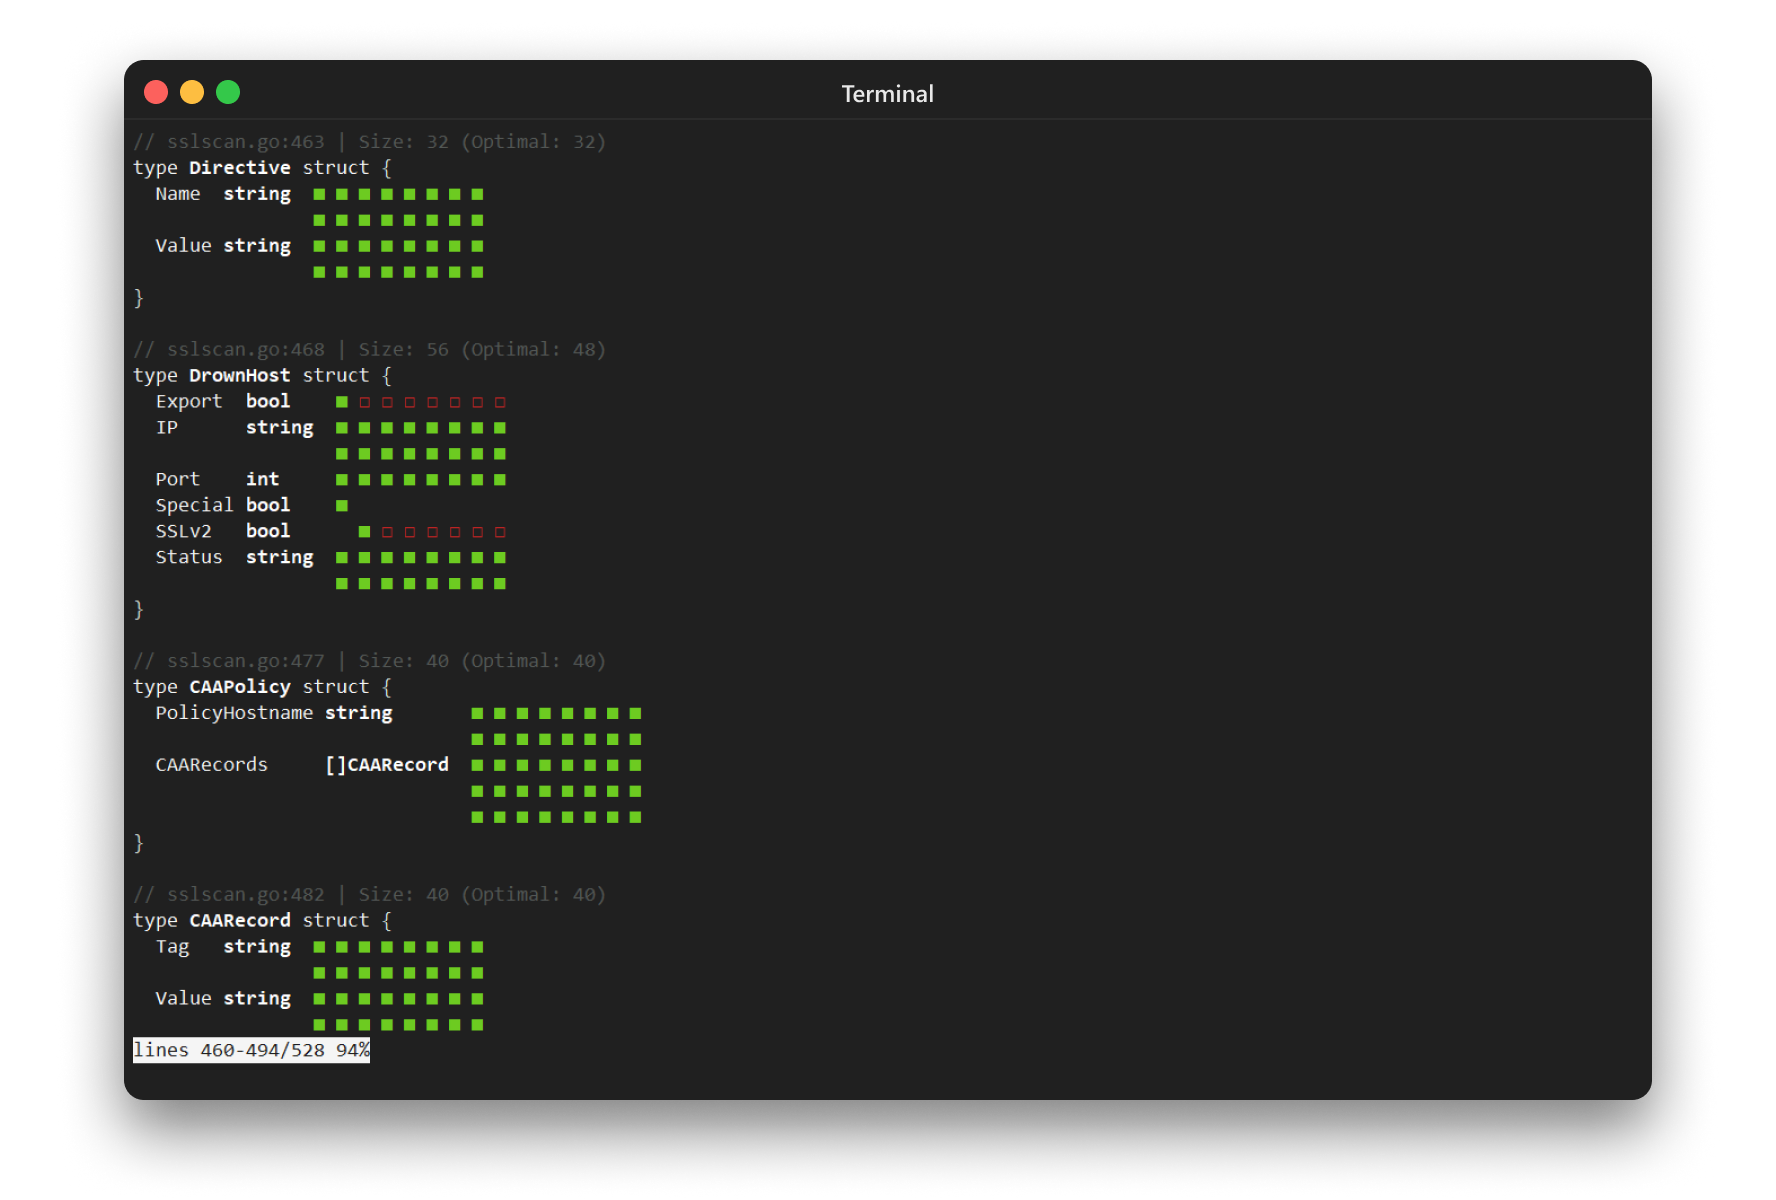 Terminal
// sslscan.go:463 | Size: 32 (Optimal: 32)
type Directive struct {
Name string ■ ■ ■ ■ ■ ■ ■ ■
■ ■ ■ ■ ■ ■ ■ ■
Value string ■ ■ ■ ■ ■ ■ ■ ■
■ ■ ■ ■ ■ ■ ■ ■
}
// sslscan.go:468 | Size: 56 (Optimal: 48)
type DrownHost struct {
Export bool ■ □ □ □ □ □ □ □
IP string ■ ■ ■ ■ ■ ■ ■ ■
■ ■ ■ ■ ■ ■ ■ ■
Port int ■ ■ ■ ■ ■ ■ ■ ■
Special bool ■
SSLv2 bool ■ □ □ □ □ □ □
Status string ■ ■ ■ ■ ■ ■ ■ ■
■ ■ ■ ■ ■ ■ ■ ■
}
// sslscan.go:477 | Size: 40 (Optimal: 40)
type CAAPolicy struct {
PolicyHostname string ■ ■ ■ ■ ■ ■ ■ ■
■ ■ ■ ■ ■ ■ ■ ■
CAARecords []CAARecord ■ ■ ■ ■ ■ ■ ■ ■
■ ■ ■ ■ ■ ■ ■ ■
■ ■ ■ ■ ■ ■ ■ ■
}
// sslscan.go:482 | Size: 40 (Optimal: 40)
type CAARecord struct {
Tag string ■ ■ ■ ■ ■ ■ ■ ■
■ ■ ■ ■ ■ ■ ■ ■
Value string ■ ■ ■ ■ ■ ■ ■ ■
■ ■ ■ ■ ■ ■ ■ ■
lines 460-494/528 94%